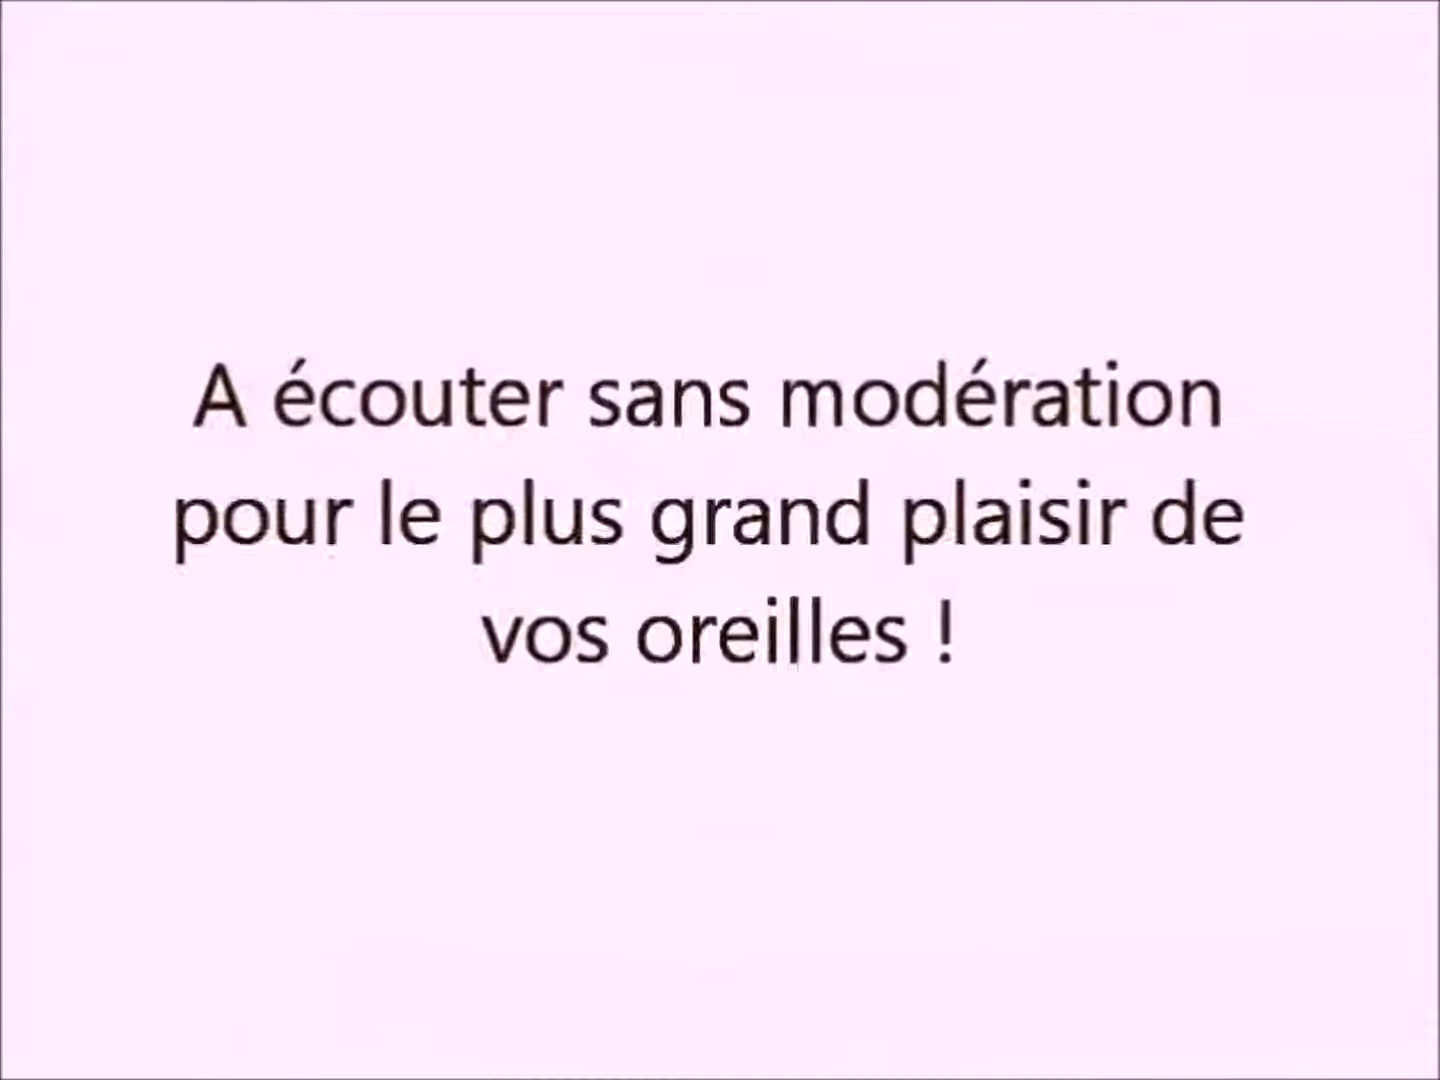 A écouter sans modération
pour le plus grand plaisir de
vos oreilles !